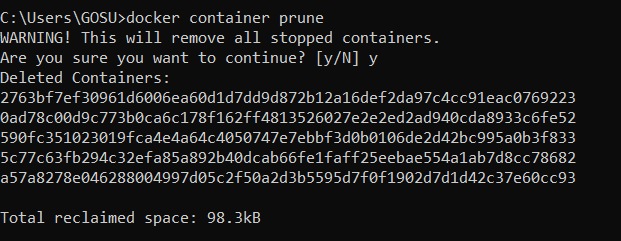 C:\Users\GOSU>docker container prune
WARNING! This will remove all stopped containers.
Are you sure you want to continue? [y/N] y
Deleted Containers:
2763bf7ef30961d6006ea60d1d7dd9d872b12a16def2da97c4cc91eac0769223
0ad78c00d9c773b0ca6c178f162ff4813526027e2e2ed2ad940cda8933c6fe52
590fc351023019fca4e4a64c4050747e7ebbf3d0b0106de2d42bc995a0b3f833
5c77c63fb294c32efa85a892b40dcab66fe1faff25eebae554a1ab7d8cc78682
a57a8278e046288004997d05c2f50a2d3b5595d7f0f1902d7d1d42c37e60cc93
Total reclaimed space: 98.3kB